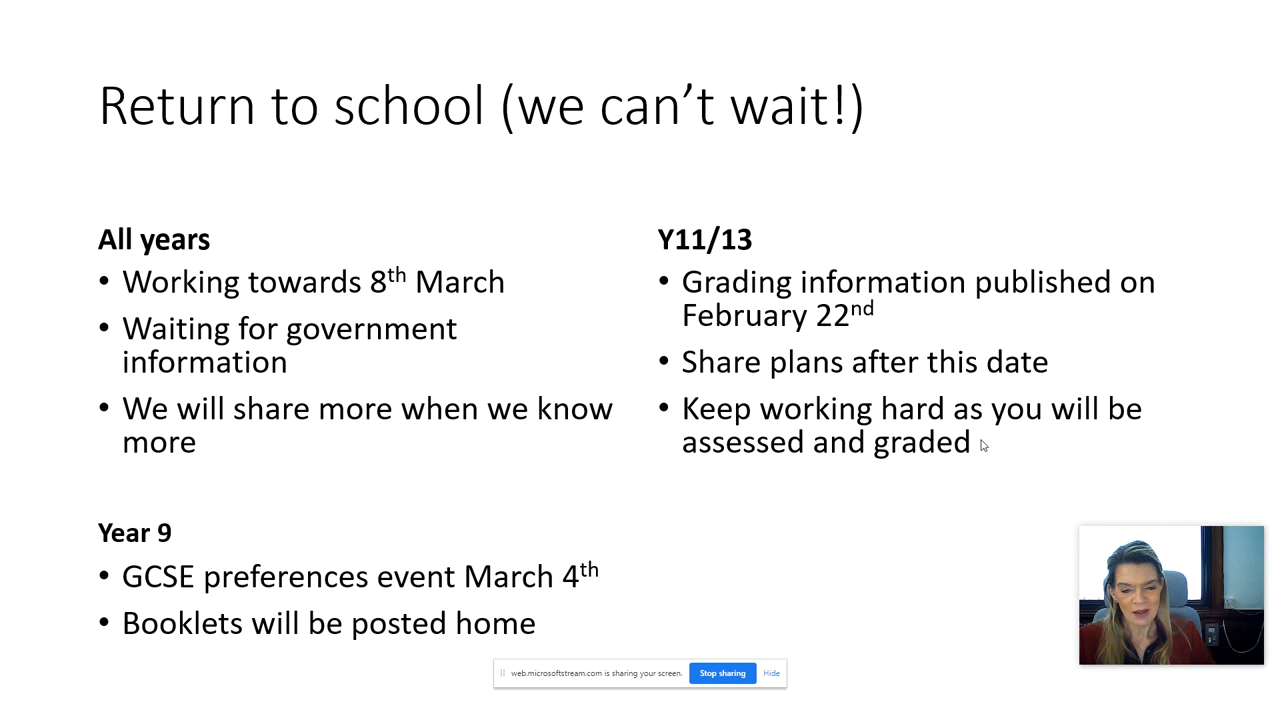 Return to school (we can’t wait!)
All years
• Working towards 8th March
• Waiting for government
information
• We will share more when we know
more
Y11/13
• Grading information published on
February 22nd
• Share plans after this date
• Keep working hard as you will be
assessed and graded
Year 9
• GCSE preferences event March 4th
• Booklets will be posted home
web.microsoftstream.com is sharing your screen.
Stop sharing
Hide